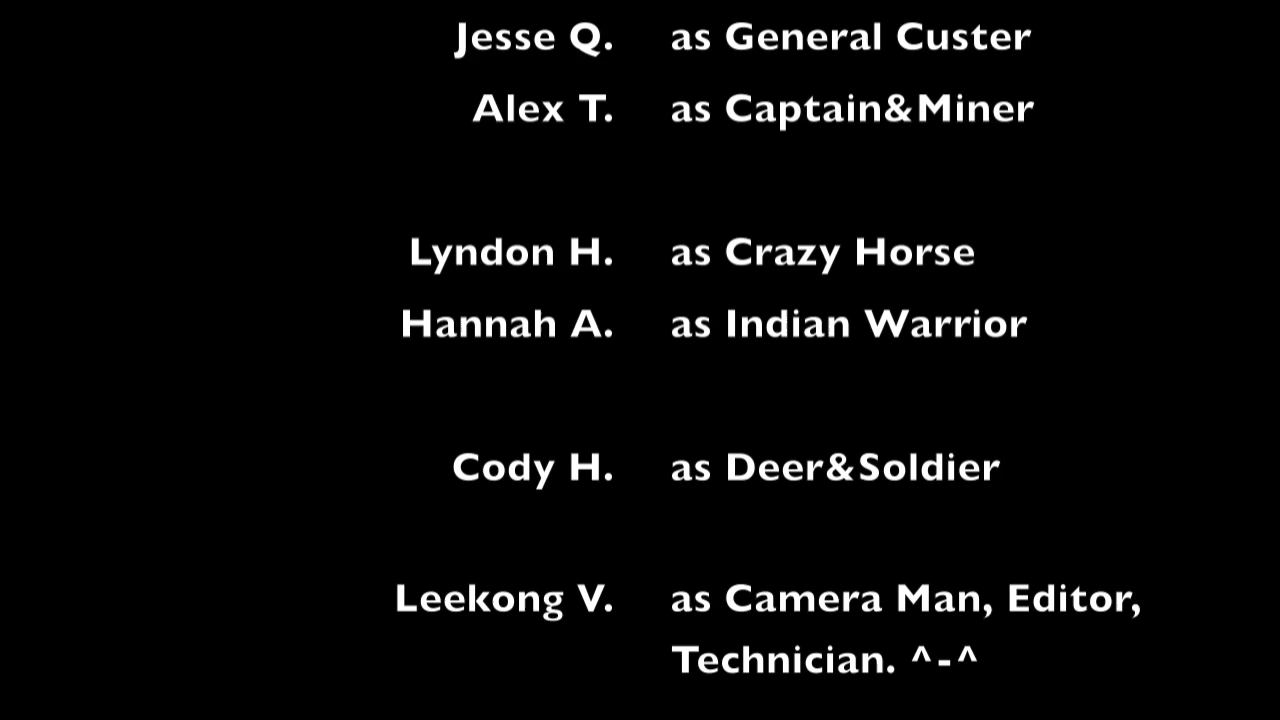 Jesse Q. as General Custer
Alex T. as Captain&Miner
Lyndon H. as Crazy Horse
Hannah A. as Indian Warrior
Cody H. as Deer&Soldier
Leekong V. as Camera Man, Editor,
Technician. ^-^